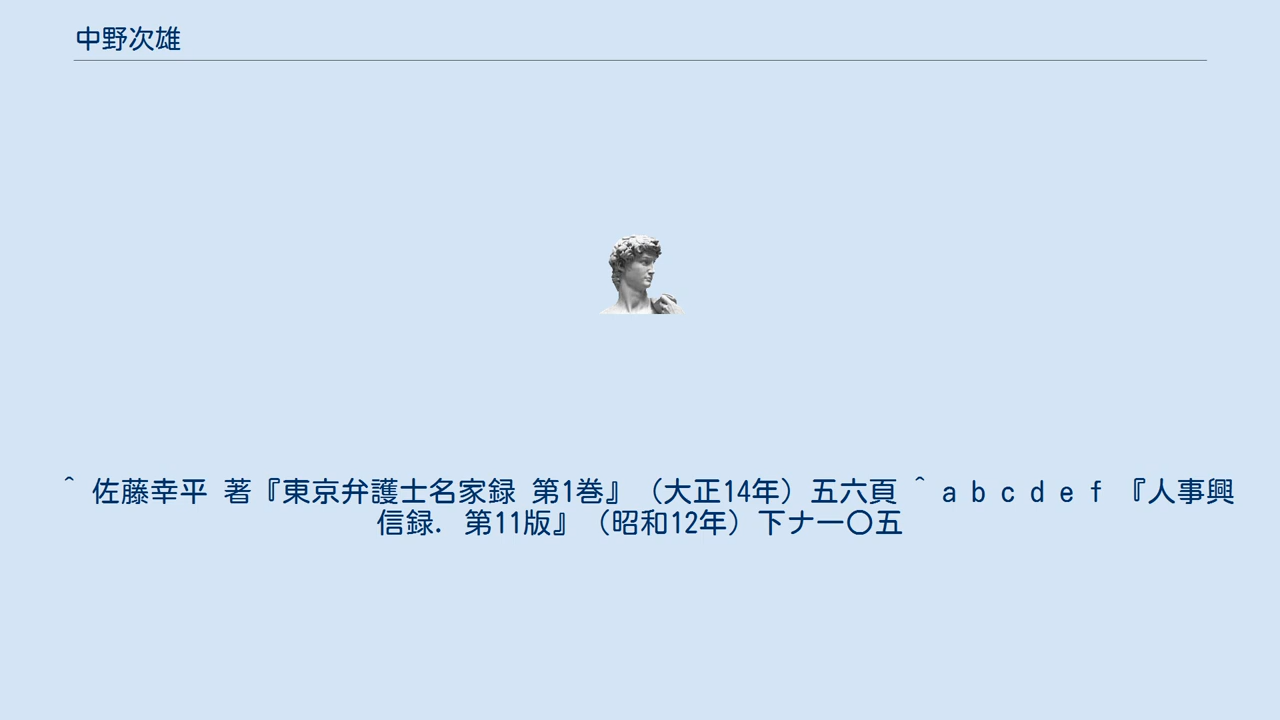 中野次雄
^ 佐藤幸平 著『東京弁護士名家録 第1巻』（大正14年）五六頁 ^ a b c d e f 『人事興
信録. 第11版』（昭和12年）下ナ一〇五